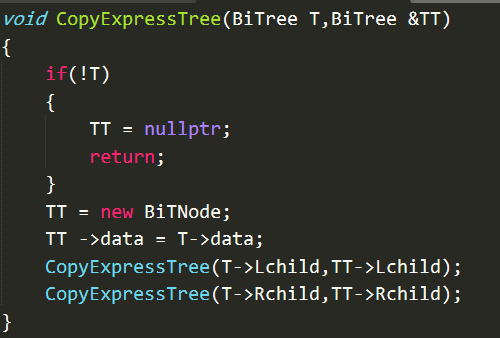 void CopyExpressTree(BiTree T,BiTree &TT)
{
    if(!T)
    {
        TT = nullptr;
        return;
    }
    TT = new BiTNode;
    TT ->data = T->data;
    CopyExpressTree(T->Lchild,TT->Lchild);
    CopyExpressTree(T->Rchild,TT->Rchild);
}